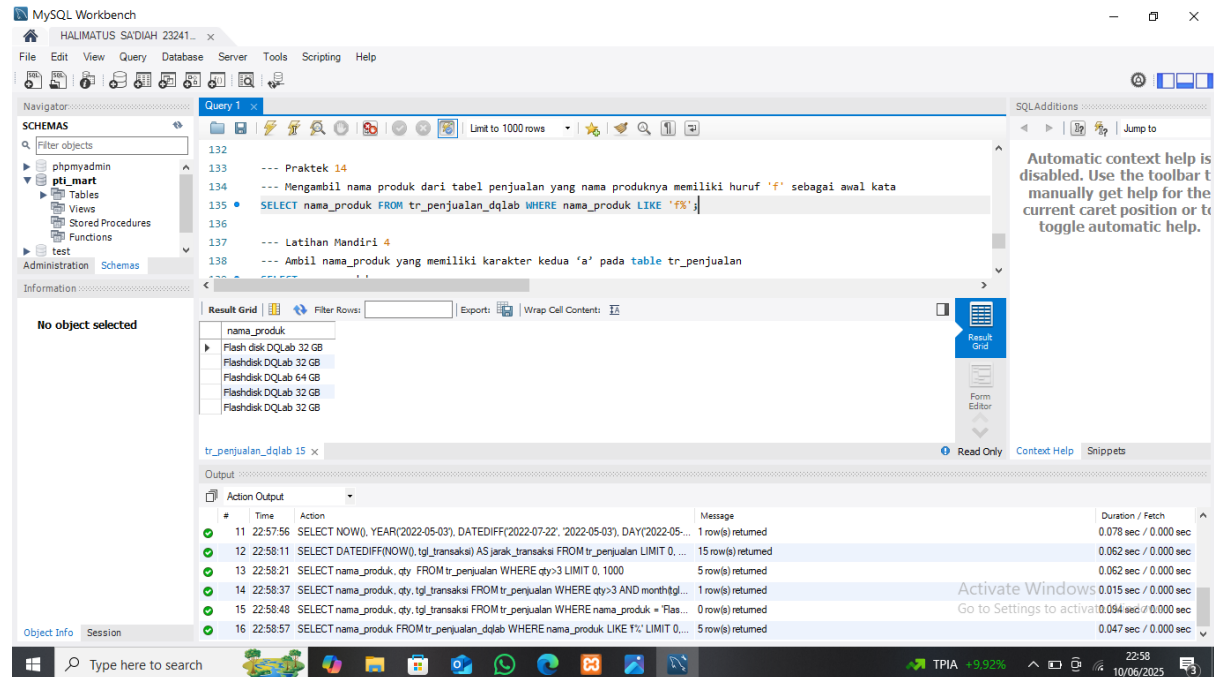 MySQL Workbench
HALIMATUS SA'DIAH 23241...
File Edit View Query Database Server Tools Scripting Help
Navigator
SCHEMAS
Filter objects
phpmyadmin
pti_mart
Tables
Views
Stored Procedures
Functions
test
Administration Schemas
Information
No object selected
Object Info Session
Query 1
Limit to 1000 rows
132
133 --- Praktek 14
134 --- Mengambil nama produk dari tabel penjualan yang nama produknya memiliki huruf 'f' sebagai awal kata
135 SELECT nama_produk FROM tr_penjualan_dqlab WHERE nama_produk LIKE 'f%';
136
137 --- Latihan Mandiri 4
138 --- Ambil nama_produk yang memiliki karakter kedua ‘a’ pada table tr_penjualan
Result Grid Filter Rows: Export: Wrap Cell Content:
nama_produk
Flash disk DQLab 32 GB
Flashdisk DQLab 32 GB
Flashdisk DQLab 64 GB
Flashdisk DQLab 32 GB
Flashdisk DQLab 32 GB
Result Grid
Form Editor
tr_penjualan_dqlab 15
Read Only
SQLAdditions
Jump to
Automatic context help is
disabled. Use the toolbar t
manually get help for the
current caret position or to
toggle automatic help.
Context Help Snippets
Output
Action Output
# Time Action Message Duration / Fetch
11 22:57:56 SELECT NOW(), YEAR('2022-05-03'), DATEDIFF('2022-07-22', '2022-05-03'), DAY('2022-05-... 1 row(s) returned 0.078 sec / 0.000 sec
12 22:58:11 SELECT DATEDIFF(NOW(), tgl_transaksi) AS jarak_transaksi FROM tr_penjualan LIMIT 0, ... 15 row(s) returned 0.062 sec / 0.000 sec
13 22:58:21 SELECT nama_produk, qty FROM tr_penjualan WHERE qty>3 LIMIT 0, 1000 5 row(s) returned 0.062 sec / 0.000 sec
14 22:58:37 SELECT nama_produk, qty, tgl_transaksi FROM tr_penjualan WHERE qty>3 AND month(tgl... 1 row(s) returned 0.015 sec / 0.000 sec
15 22:58:48 SELECT nama_produk, qty, tgl_transaksi FROM tr_penjualan WHERE nama_produk = 'Flas... 0 row(s) returned 0.094 sec / 0.000 sec
16 22:58:57 SELECT nama_produk FROM tr_penjualan_dqlab WHERE nama_produk LIKE 'f%' LIMIT 0,... 5 row(s) returned 0.047 sec / 0.000 sec
Activate Windows
Go to Settings to activate
Type here to search
TPIA +9,92%
22:58
10/06/2025
3